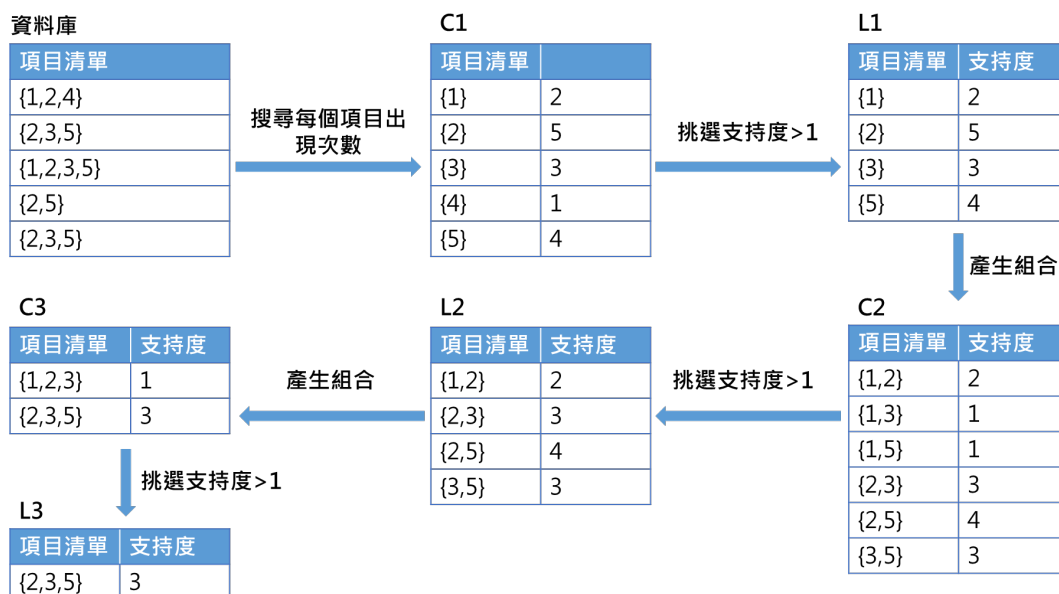 資料庫
項目清單
{1,2,4}
{2,3,5}
{1,2,3,5}
{2,5}
{2,3,5}
搜尋每個項目出
現次數
C1
項目清單
{1} 2
{2} 5
{3} 3
{4} 1
{5} 4
挑選支持度>1
L1
項目清單 支持度
{1} 2
{2} 5
{3} 3
{5} 4
產生組合
C2
項目清單 支持度
{1,2} 2
{1,3} 1
{1,5} 1
{2,3} 3
{2,5} 4
{3,5} 3
挑選支持度>1
L2
項目清單 支持度
{1,2} 2
{2,3} 3
{2,5} 4
{3,5} 3
產生組合
C3
項目清單 支持度
{1,2,3} 1
{2,3,5} 3
挑選支持度>1
L3
項目清單 支持度
{2,3,5} 3